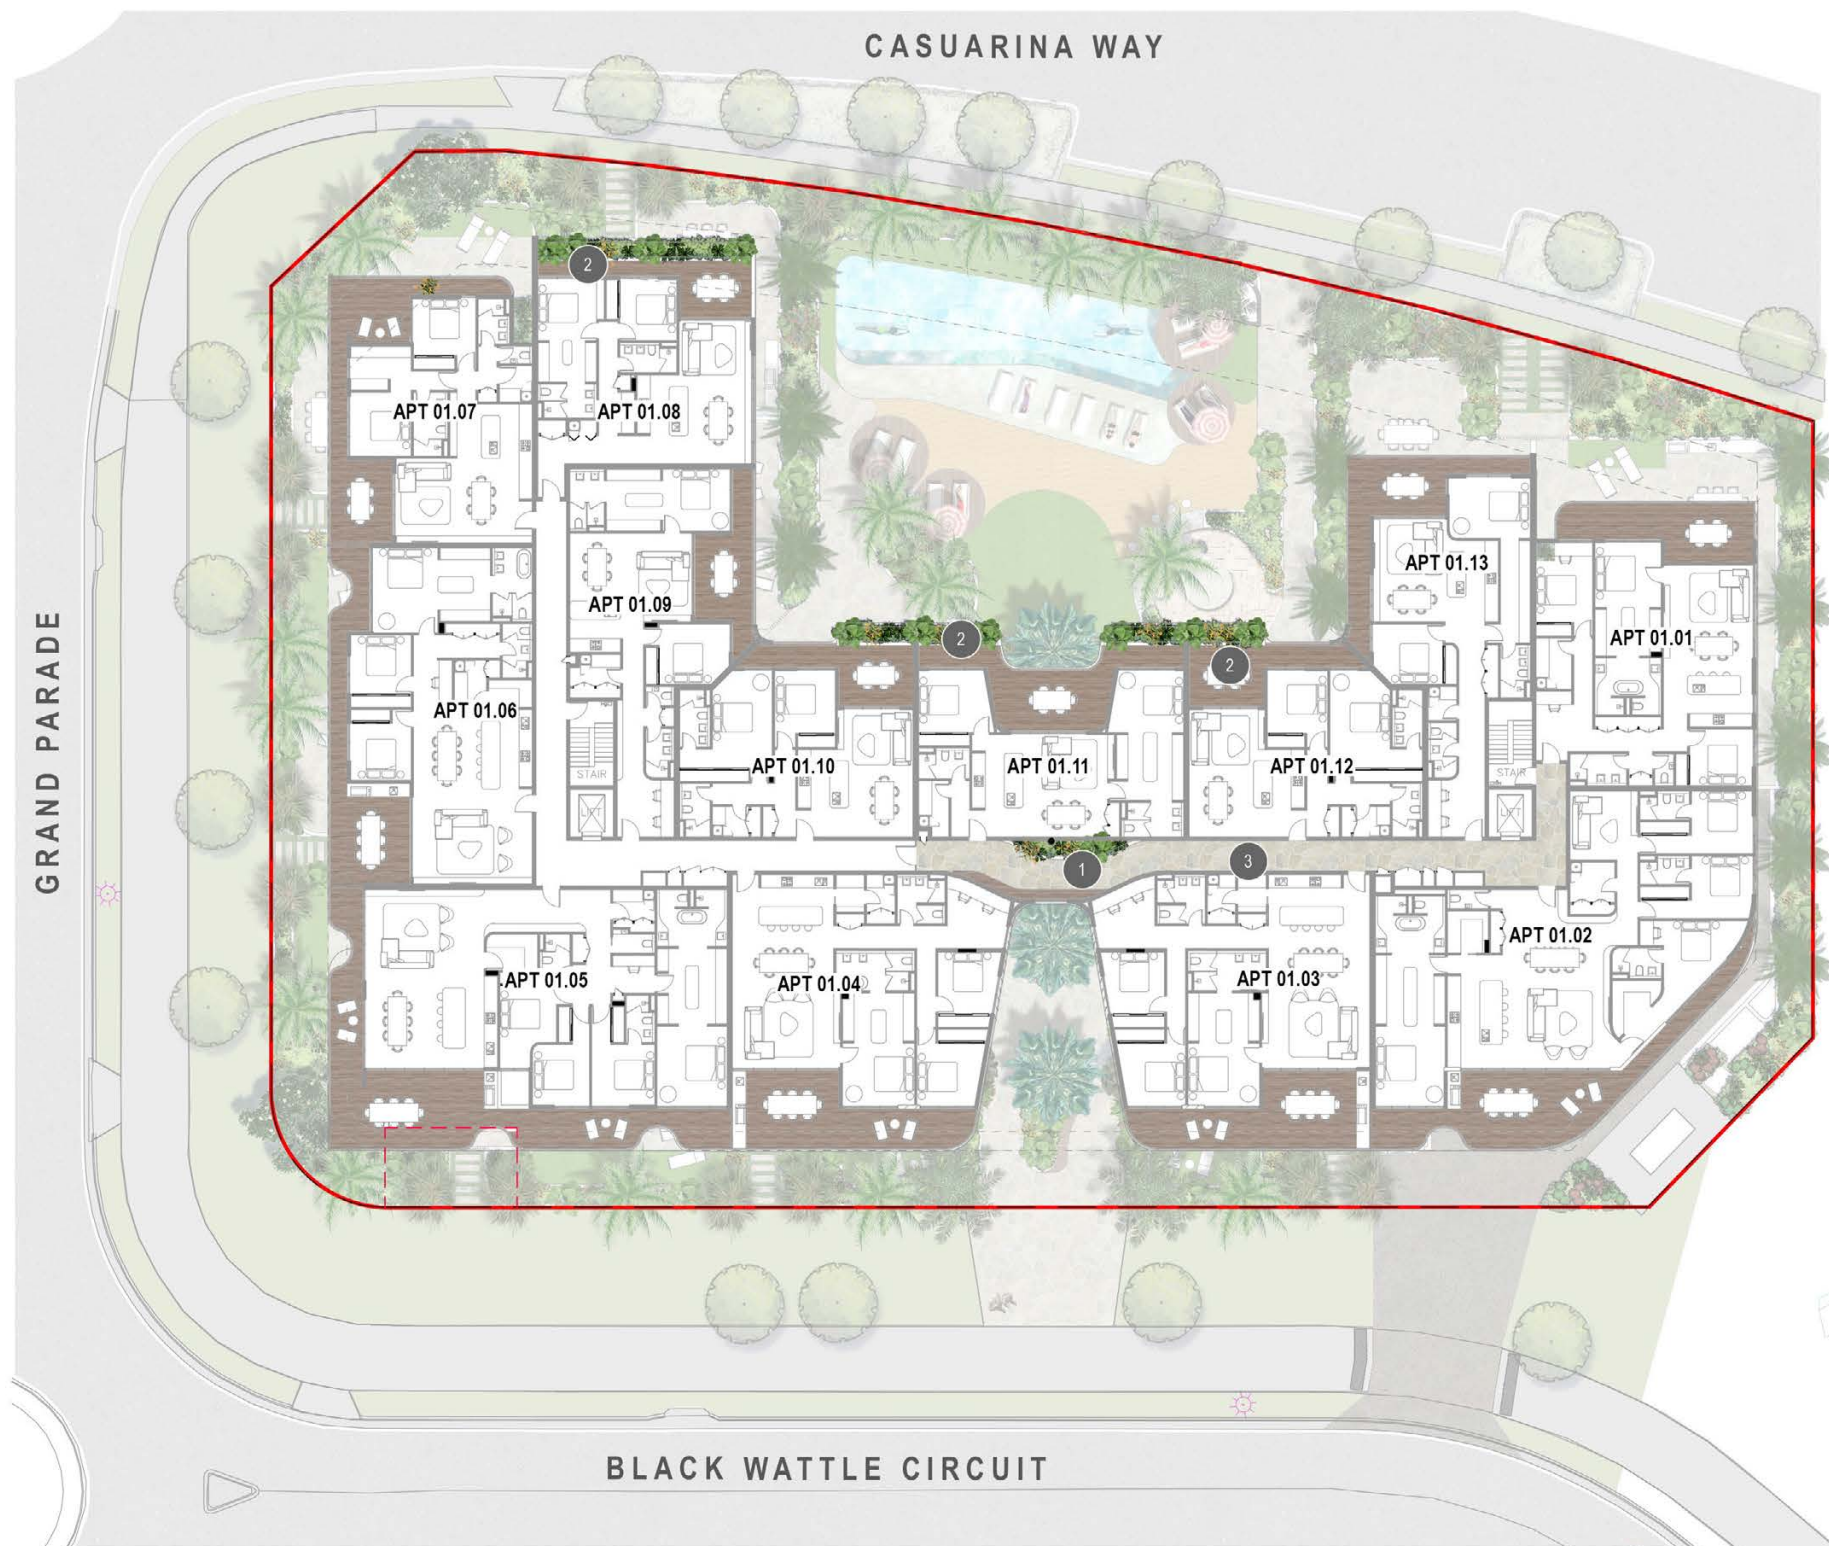 CASUARINA WAY
2
APT 01.07
APT 01.08
APT 01.13
APT 01.09
2
APT 01.01
2
GRAND PARADE
APT 01.06
APT 01.10
APT 01.11
APT 01.12
STAIR
STAIR
1
3
APT 01.05
APT 01.04
APT 01.03
APT 01.02
BLACK WATTLE CIRCUIT